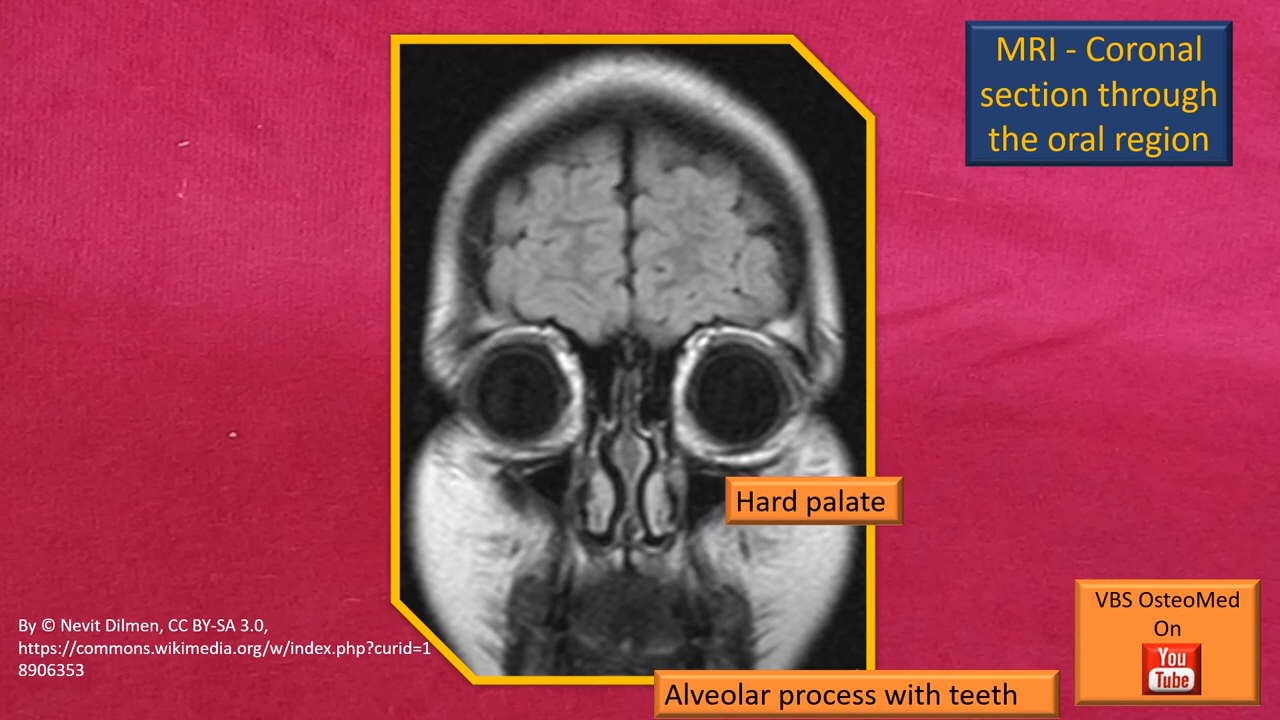 MRI - Coronal
section through
the oral region
Hard palate
By © Nevit Dilmen, CC BY-SA 3.0,
https://commons.wikimedia.org/w/index.php?curid=1
8906353
VBS OsteoMed
On
You
Tube
Alveolar process with teeth